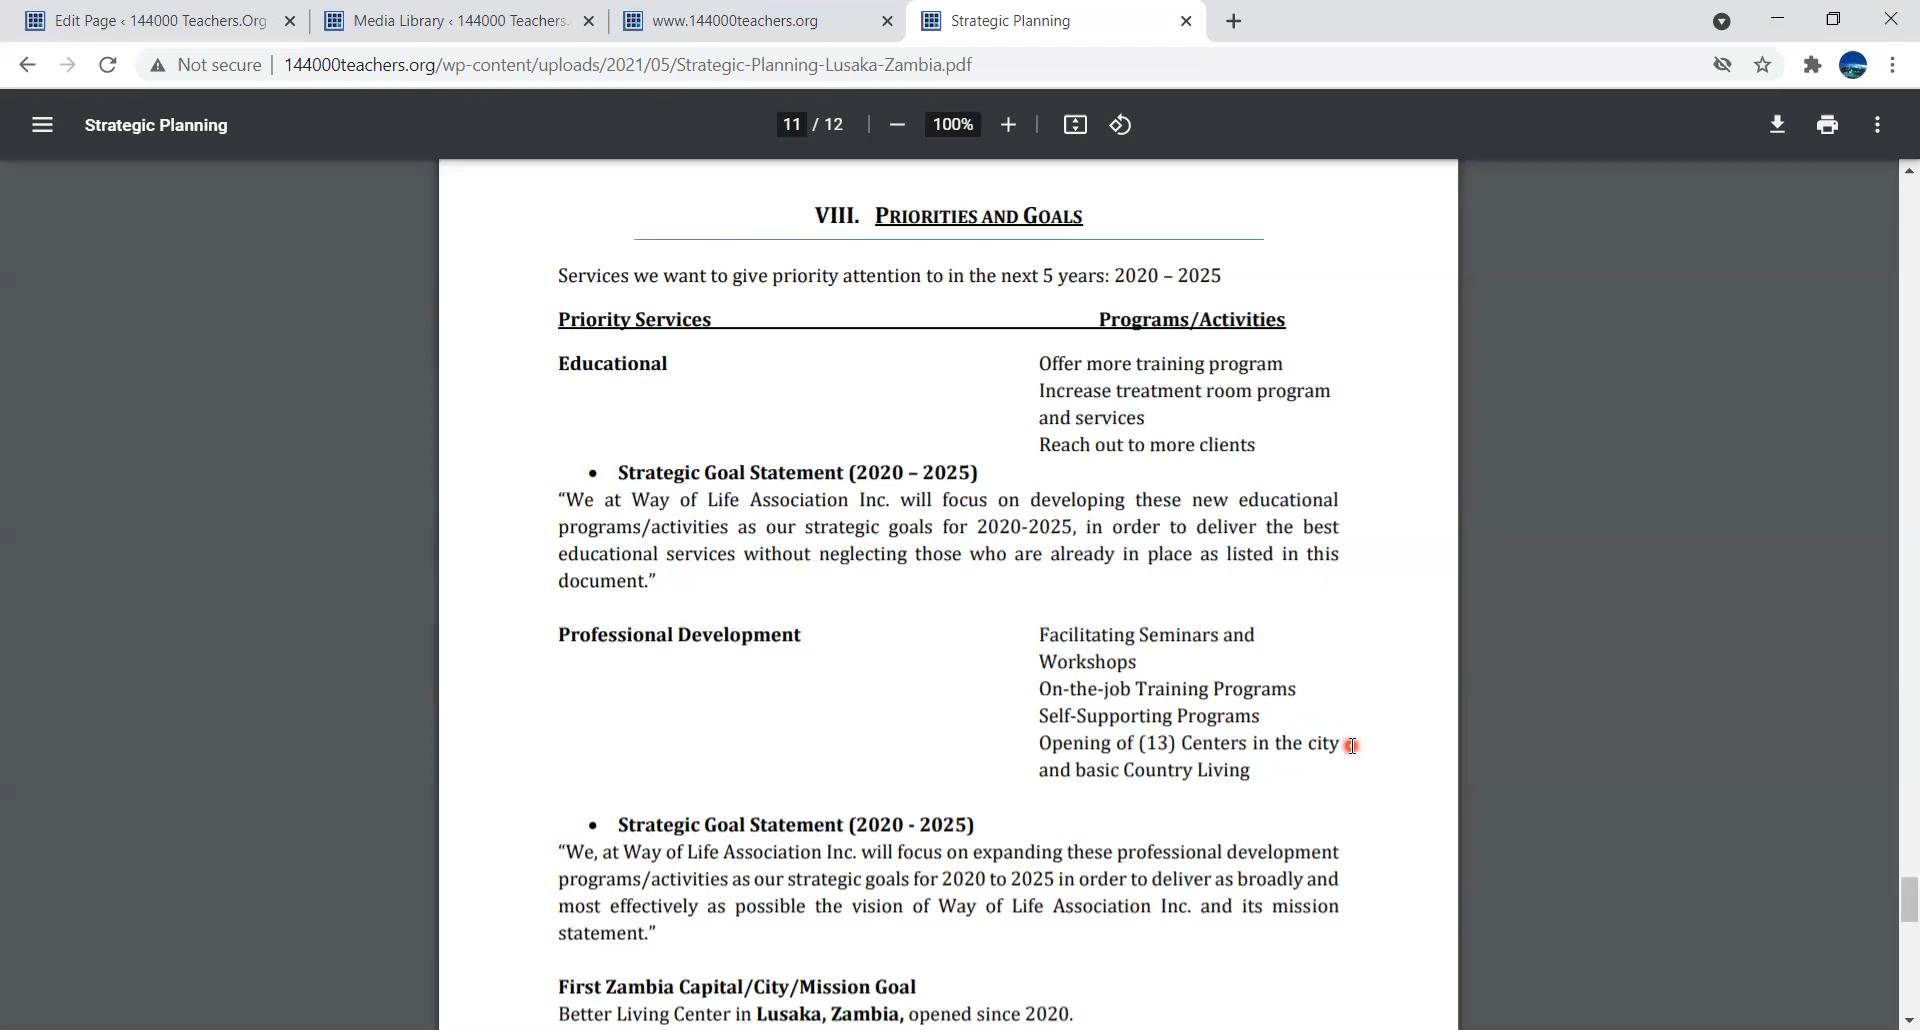 Edit Page ‹ 144000 Teachers.Org
Media Library ‹ 144000 Teachers.
www.144000teachers.org
Strategic Planning
Not secure
144000teachers.org/wp-content/uploads/2021/05/Strategic-Planning-Lusaka-Zambia.pdf
Strategic Planning
11 / 12
100%
VIII. PRIORITIES AND GOALS
Services we want to give priority attention to in the next 5 years: 2020 – 2025
Priority Services Programs/Activities
Educational Offer more training program
Increase treatment room program
and services
Reach out to more clients
• Strategic Goal Statement (2020 – 2025)
“We at Way of Life Association Inc. will focus on developing these new educational
programs/activities as our strategic goals for 2020-2025, in order to deliver the best
educational services without neglecting those who are already in place as listed in this
document.”
Professional Development Facilitating Seminars and
Workshops
On-the-job Training Programs
Self-Supporting Programs
Opening of (13) Centers in the city
and basic Country Living
• Strategic Goal Statement (2020 - 2025)
“We, at Way of Life Association Inc. will focus on expanding these professional development
programs/activities as our strategic goals for 2020 to 2025 in order to deliver as broadly and
most effectively as possible the vision of Way of Life Association Inc. and its mission
statement.”
First Zambia Capital/City/Mission Goal
Better Living Center in Lusaka, Zambia, opened since 2020.